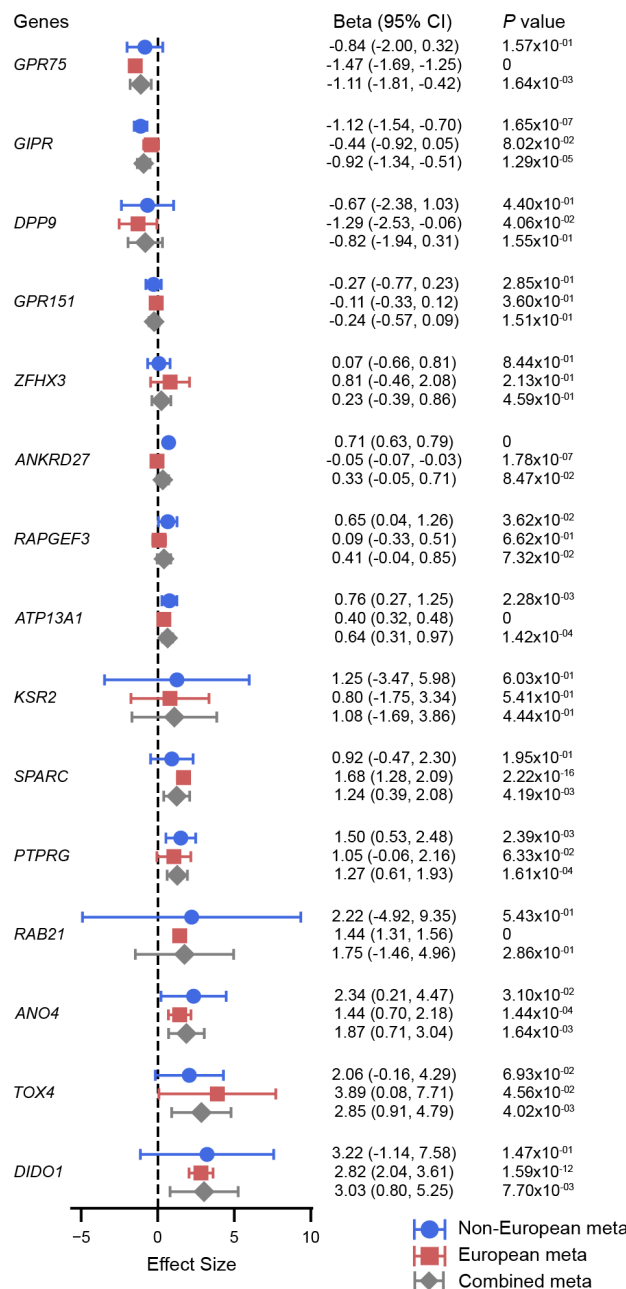 Genes Beta (95% CI) P value
-0.84 (-2.00, 0.32) 1.57x10⁻⁰¹
GPR75 -1.47 (-1.69, -1.25) 0
-1.11 (-1.81, -0.42) 1.64x10⁻⁰³
-1.12 (-1.54, -0.70) 1.65x10⁻⁰⁷
GIPR -0.44 (-0.92, 0.05) 8.02x10⁻⁰²
-0.92 (-1.34, -0.51) 1.29x10⁻⁰⁵
-0.67 (-2.38, 1.03) 4.40x10⁻⁰¹
DPP9 -1.29 (-2.53, -0.06) 4.06x10⁻⁰²
-0.82 (-1.94, 0.31) 1.55x10⁻⁰¹
-0.27 (-0.77, 0.23) 2.85x10⁻⁰¹
GPR151 -0.11 (-0.33, 0.12) 3.60x10⁻⁰¹
-0.24 (-0.57, 0.09) 1.51x10⁻⁰¹
0.07 (-0.66, 0.81) 8.44x10⁻⁰¹
ZFHX3 0.81 (-0.46, 2.08) 2.13x10⁻⁰¹
0.23 (-0.39, 0.86) 4.59x10⁻⁰¹
0.71 (0.63, 0.79) 0
ANKRD27 -0.05 (-0.07, -0.03) 1.78x10⁻⁰⁷
0.33 (-0.05, 0.71) 8.47x10⁻⁰²
0.65 (0.04, 1.26) 3.62x10⁻⁰²
RAPGEF3 0.09 (-0.33, 0.51) 6.62x10⁻⁰¹
0.41 (-0.04, 0.85) 7.32x10⁻⁰²
0.76 (0.27, 1.25) 2.28x10⁻⁰³
ATP13A1 0.40 (0.32, 0.48) 0
0.64 (0.31, 0.97) 1.42x10⁻⁰⁴
1.25 (-3.47, 5.98) 6.03x10⁻⁰¹
KSR2 0.80 (-1.75, 3.34) 5.41x10⁻⁰¹
1.08 (-1.69, 3.86) 4.44x10⁻⁰¹
0.92 (-0.47, 2.30) 1.95x10⁻⁰¹
SPARC 1.68 (1.28, 2.09) 2.22x10⁻¹⁶
1.24 (0.39, 2.08) 4.19x10⁻⁰³
1.50 (0.53, 2.48) 2.39x10⁻⁰³
PTPRG 1.05 (-0.06, 2.16) 6.33x10⁻⁰²
1.27 (0.61, 1.93) 1.61x10⁻⁰⁴
2.22 (-4.92, 9.35) 5.43x10⁻⁰¹
RAB21 1.44 (1.31, 1.56) 0
1.75 (-1.46, 4.96) 2.86x10⁻⁰¹
2.34 (0.21, 4.47) 3.10x10⁻⁰²
ANO4 1.44 (0.70, 2.18) 1.44x10⁻⁰⁴
1.87 (0.71, 3.04) 1.64x10⁻⁰³
2.06 (-0.16, 4.29) 6.93x10⁻⁰²
TOX4 3.89 (0.08, 7.71) 4.56x10⁻⁰²
2.85 (0.91, 4.79) 4.02x10⁻⁰³
3.22 (-1.14, 7.58) 1.47x10⁻⁰¹
DIDO1 2.82 (2.04, 3.61) 1.59x10⁻¹²
3.03 (0.80, 5.25) 7.70x10⁻⁰³
−5 0 5 10
Effect Size
Non-European meta
European meta
Combined meta